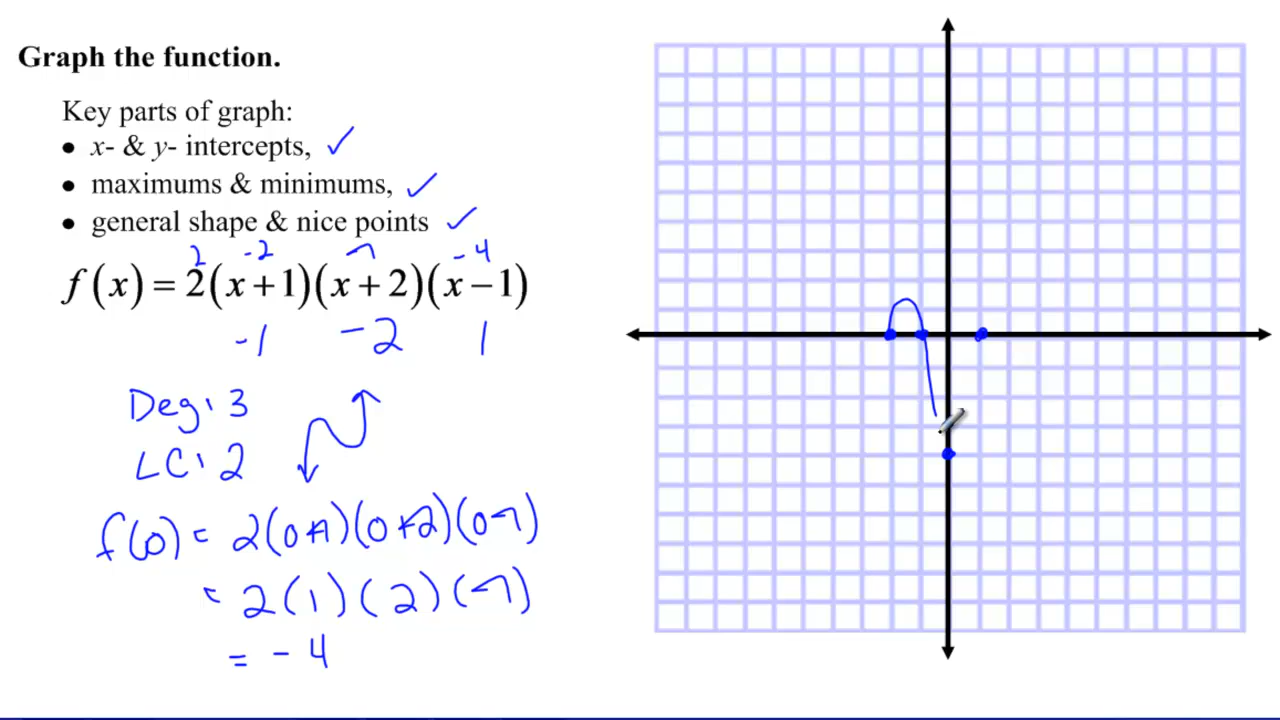 Graph the function.
Key parts of graph:
• x- & y- intercepts, ✓
• maximums & minimums, ✓
• general shape & nice points ✓
2 -2 -1 -4
f(x) = 2(x+1)(x+2)(x−1)
-1 -2 1
Deg: 3
LC: 2
f(0) = 2(0+1)(0+2)(0-1)
= 2(1)(2)(-1)
= -4